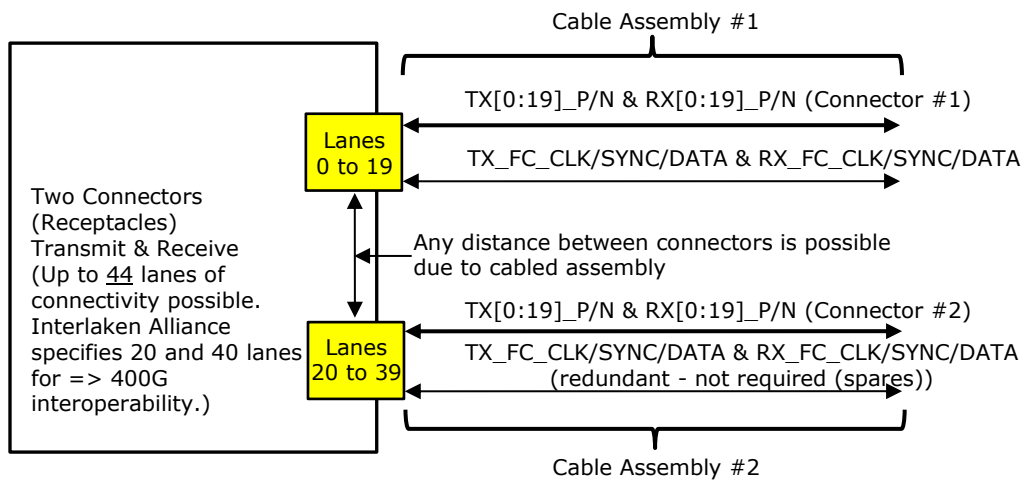 Cable Assembly #1
TX[0:19]_P/N & RX[0:19]_P/N (Connector #1)
Lanes
0 to 19
TX_FC_CLK/SYNC/DATA & RX_FC_CLK/SYNC/DATA
Two Connectors
(Receptacles)
Transmit & Receive
(Up to 44 lanes of
connectivity possible.
Interlaken Alliance
specifies 20 and 40 lanes
for => 400G
interoperability.)
Any distance between connectors is possible
due to cabled assembly
TX[0:19]_P/N & RX[0:19]_P/N (Connector #2)
Lanes
20 to 39
TX_FC_CLK/SYNC/DATA & RX_FC_CLK/SYNC/DATA
(redundant - not required (spares))
Cable Assembly #2